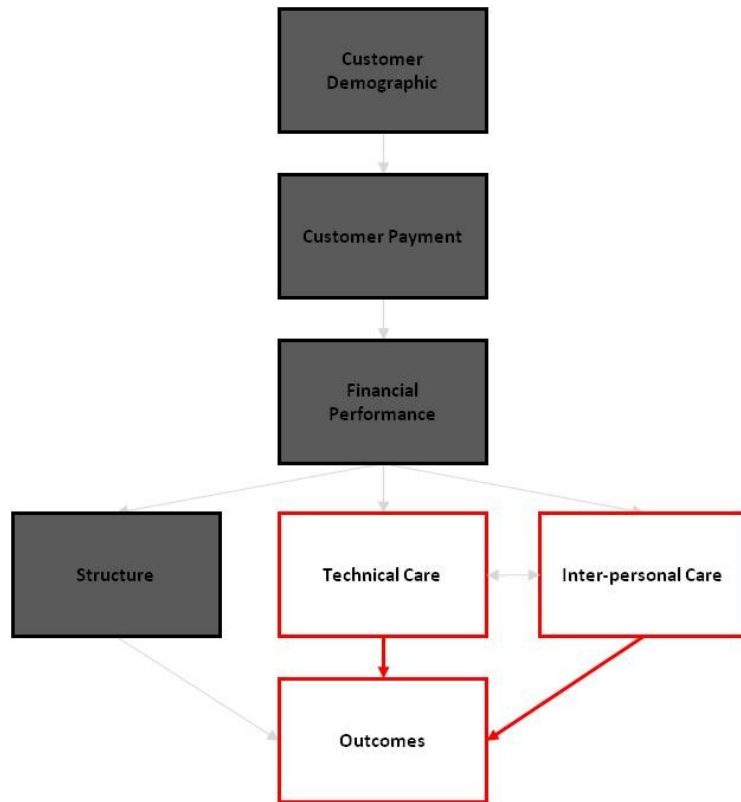 Customer
Demographic
Customer Payment
Financial
Performance
Structure
Technical Care
Inter-personal Care
Outcomes